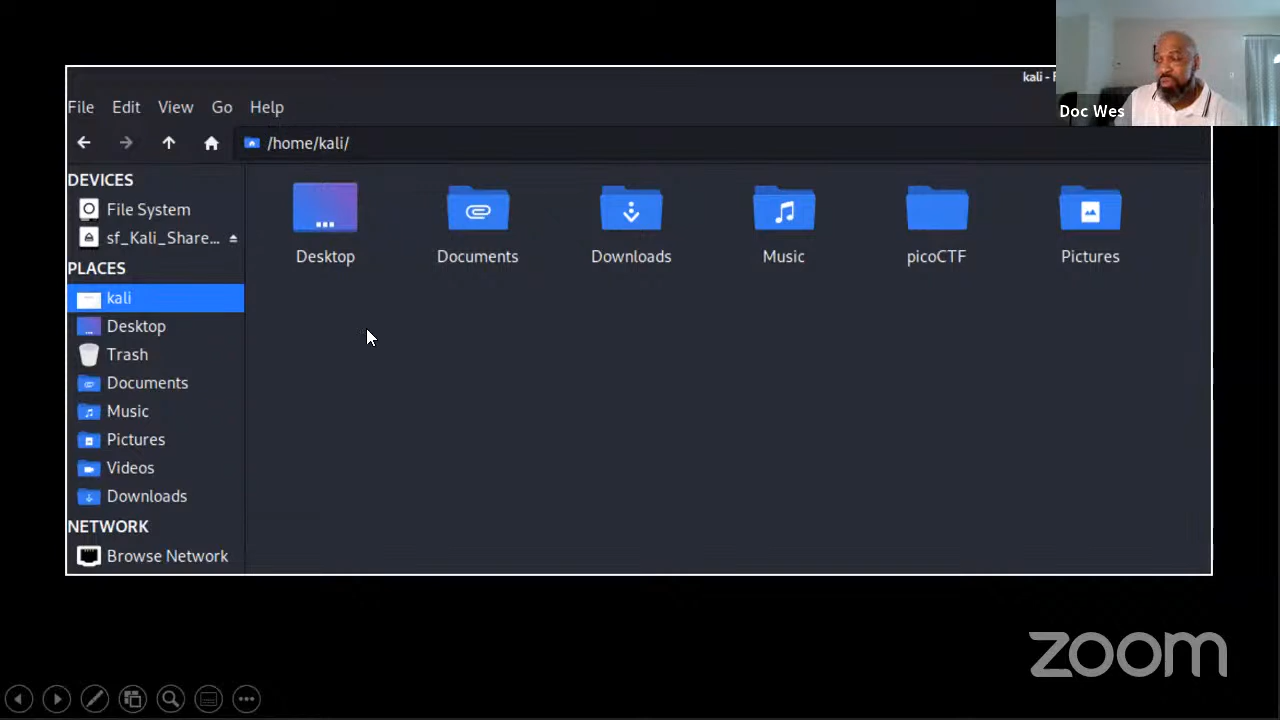 kali - F
Doc Wes
File Edit View Go Help
/home/kali/
DEVICES
File System
sf_Kali_Share...
PLACES
kali
Desktop
Trash
Documents
Music
Pictures
Videos
Downloads
NETWORK
Browse Network
Desktop Documents Downloads Music picoCTF Pictures
zoom